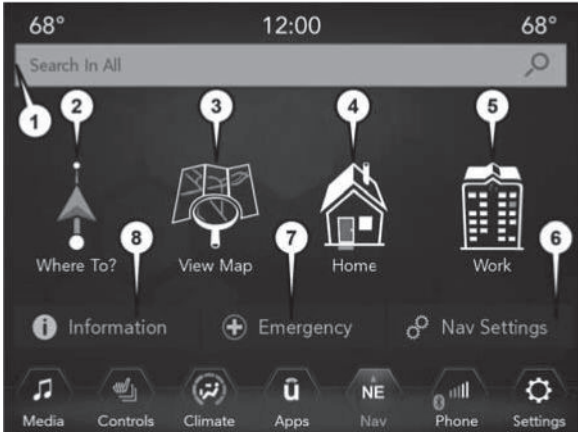 68° 12:00 68°
Search In All
1 2 3 4 5
8 7 6
Where To? View Map Home Work
Information Emergency Nav Settings
NE
Media Controls Climate Apps Nav Phone Settings